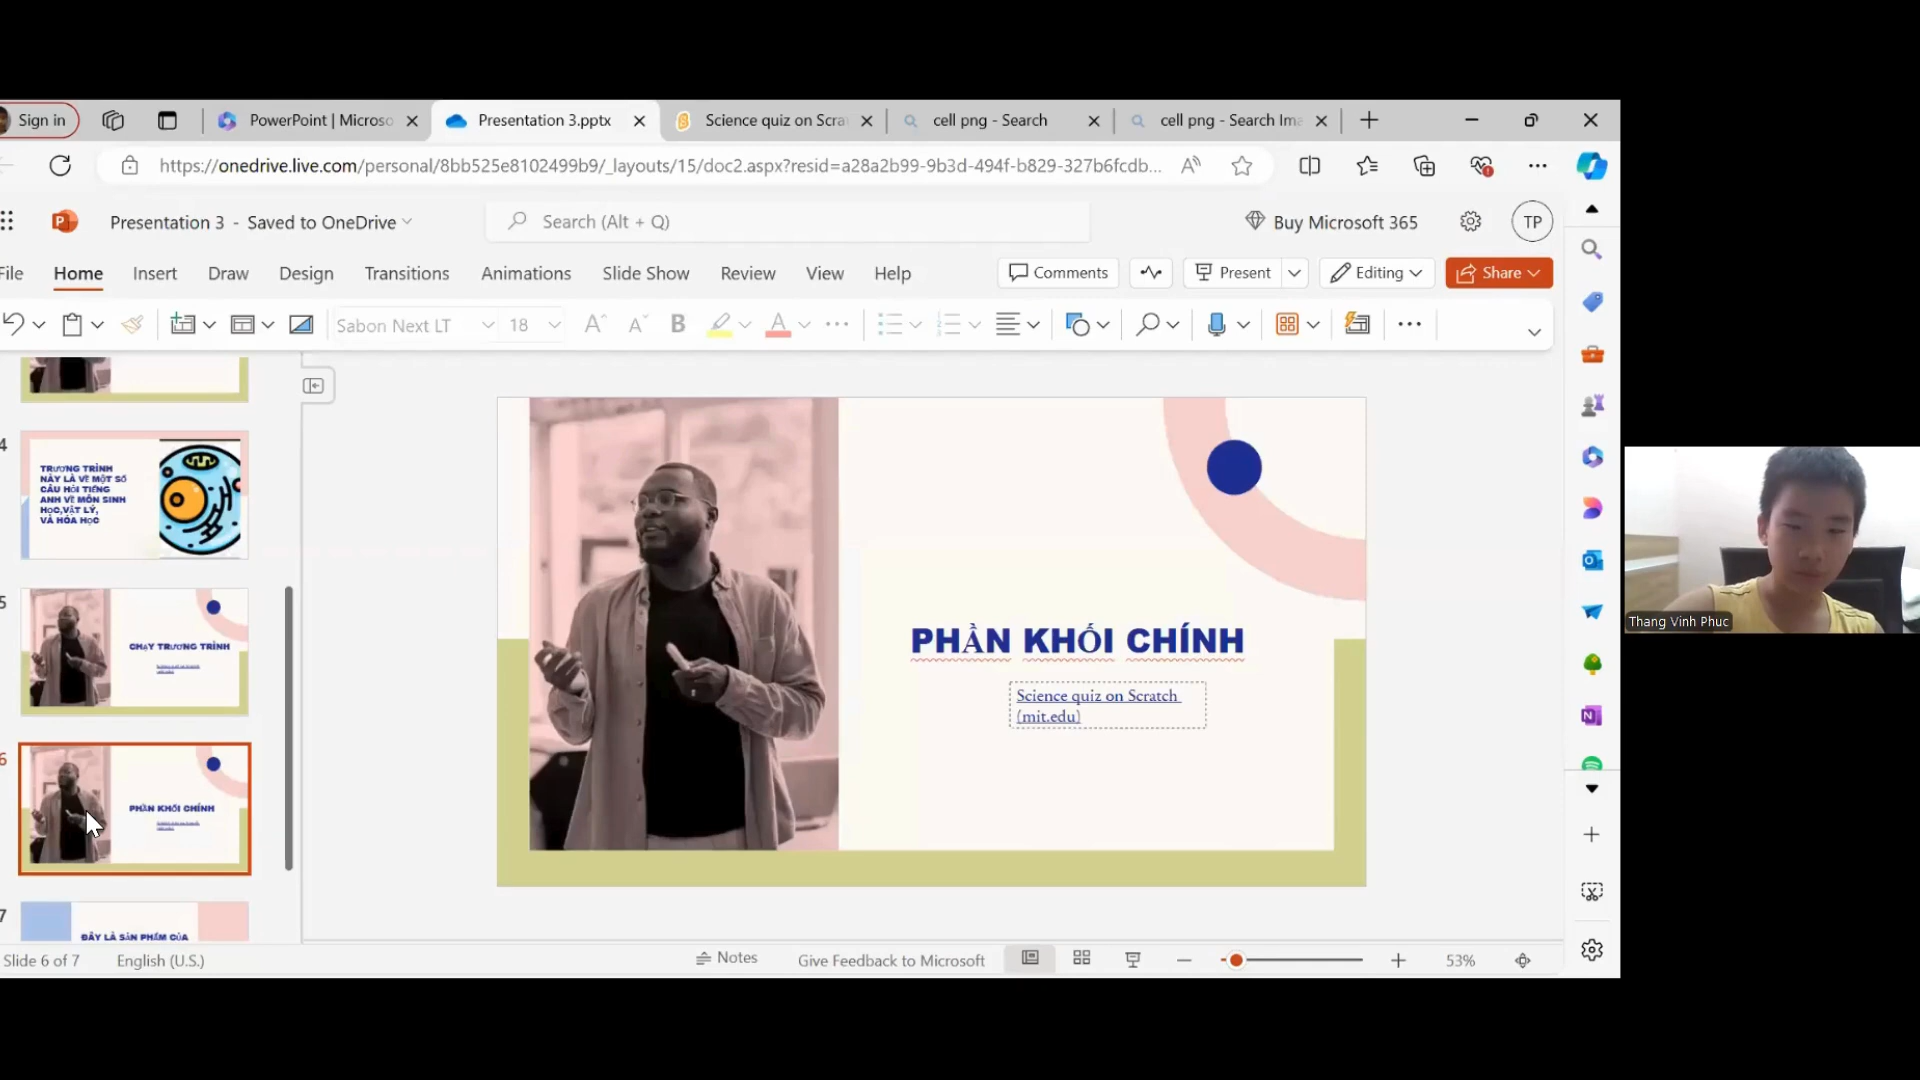 Sign in
PowerPoint | Microso
Presentation 3.pptx
Science quiz on Scra
cell png - Search
cell png - Search Ima
https://onedrive.live.com/personal/8bb525e8102499b9/_layouts/15/doc2.aspx?resid=a28a2b99-9b3d-494f-b829-327b6fcdb...
Presentation 3 - Saved to OneDrive
Search (Alt + Q)
Buy Microsoft 365
TP
File Home Insert Draw Design Transitions Animations Slide Show Review View Help
Comments
Present
Editing
Share
Sabon Next LT
18
4
TRƯƠNG TRÌNH
NÀY LÀ VỀ MỘT SỐ
CÂU HỎI TIẾNG
ANH VỀ MÔN SINH
HỌC,VẬT LÝ,
VÀ HÓA HỌC
5
CHẠY TRƯƠNG TRÌNH
6
PHẦN KHỐI CHÍNH
7
ĐÂY LÀ SẢN PHẨM CỦA
PHẦN KHỐI CHÍNH
Science quiz on Scratch
(mit.edu)
Thang Vinh Phuc
Slide 6 of 7
English (U.S.)
Notes
Give Feedback to Microsoft
53%